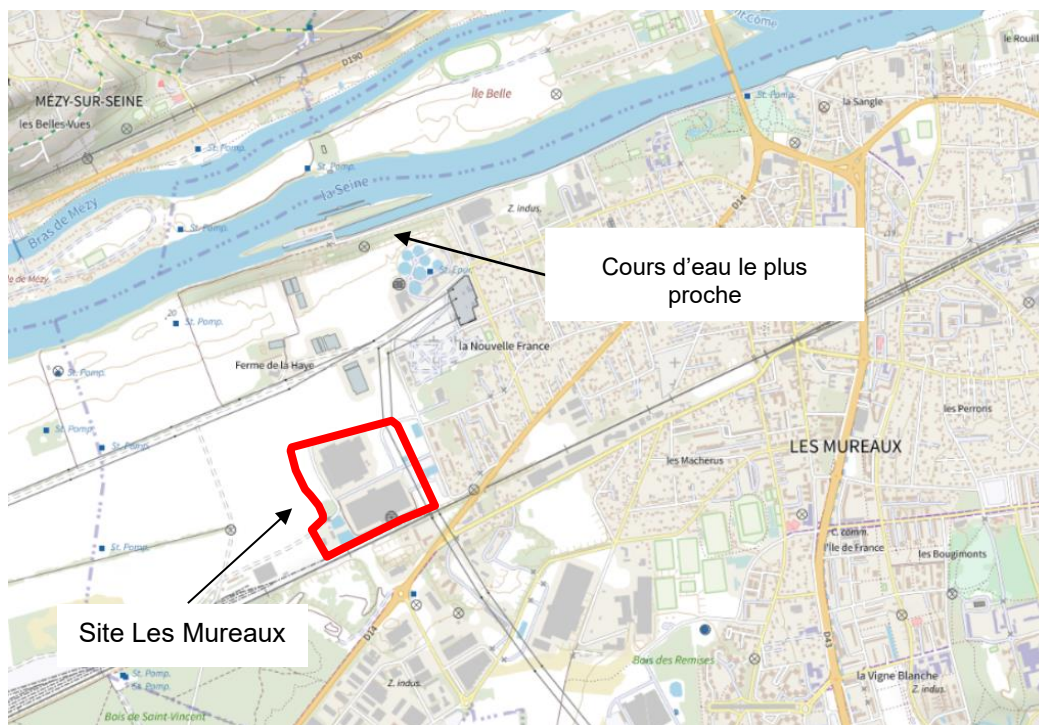 St. Pomp.
D190
MÉZY-SUR-SEINE
les Belles-Vues
Île Belle
St. Pomp.
la Sangle
St. Pomp.
St. Pomp.
la Seine
Bras de Mézy
Z. indus.
D14
St. Pomp.
Cours d’eau le plus
proche
St. Épur.
20
St. Pomp.
la Nouvelle France
Ferme de la Haye
les Perrons
St. Pomp.
St. Pomp.
les Macherus
LES MUREAUX
C. comm.
l'Île de France
St. Pomp.
les Bougimonts
Site Les Mureaux
D14
D43
Bois des Remises
la Vigne Blanche
Z. indus.
Z. indus.
Bois de Saint-Vincent